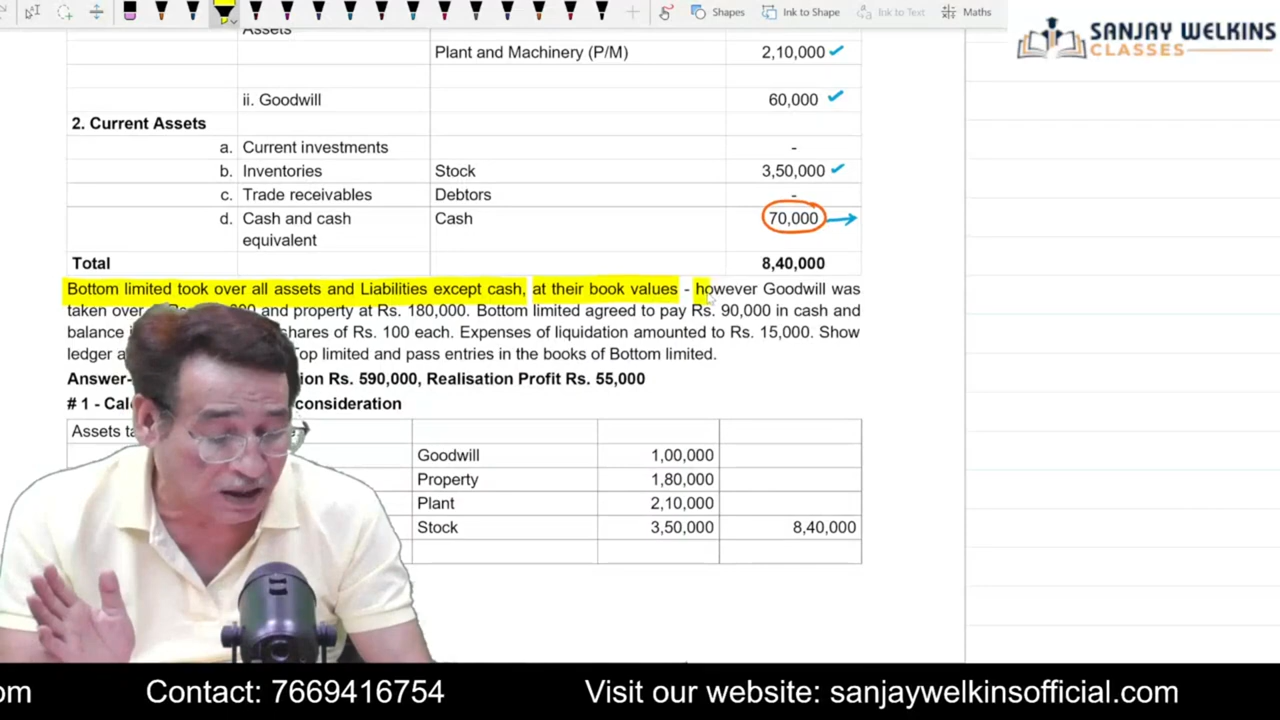 Shapes Ink to Shape Ink to Text Maths
SANJAY WELKINS
CLASSES
Assets
Plant and Machinery (P/M) 2,10,000
ii. Goodwill 60,000
2. Current Assets
a. Current investments -
b. Inventories Stock 3,50,000
c. Trade receivables Debtors -
d. Cash and cash Cash 70,000
equivalent
Total 8,40,000
Bottom limited took over all assets and Liabilities except cash, at their book values - however Goodwill was
taken over and property at Rs. 180,000. Bottom limited agreed to pay Rs. 90,000 in cash and
balance shares of Rs. 100 each. Expenses of liquidation amounted to Rs. 15,000. Show
ledger Top limited and pass entries in the books of Bottom limited.
Answer- Rs. 590,000, Realisation Profit Rs. 55,000
# 1 - consideration
Assets
Goodwill 1,00,000
Property 1,80,000
Plant 2,10,000
Stock 3,50,000 8,40,000
Contact: 7669416754 Visit our website: sanjaywelkinsofficial.com